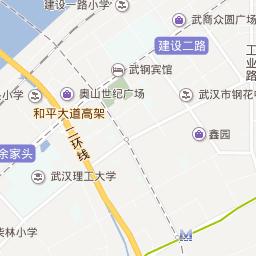 建设一路小学
武商众圆广场
建设二路
工业路
武钢宾馆
奥山世纪广场
小学
武汉市钢花中
和平大道高架
二环线
鑫园
余家头
武汉理工大学
柴林小学